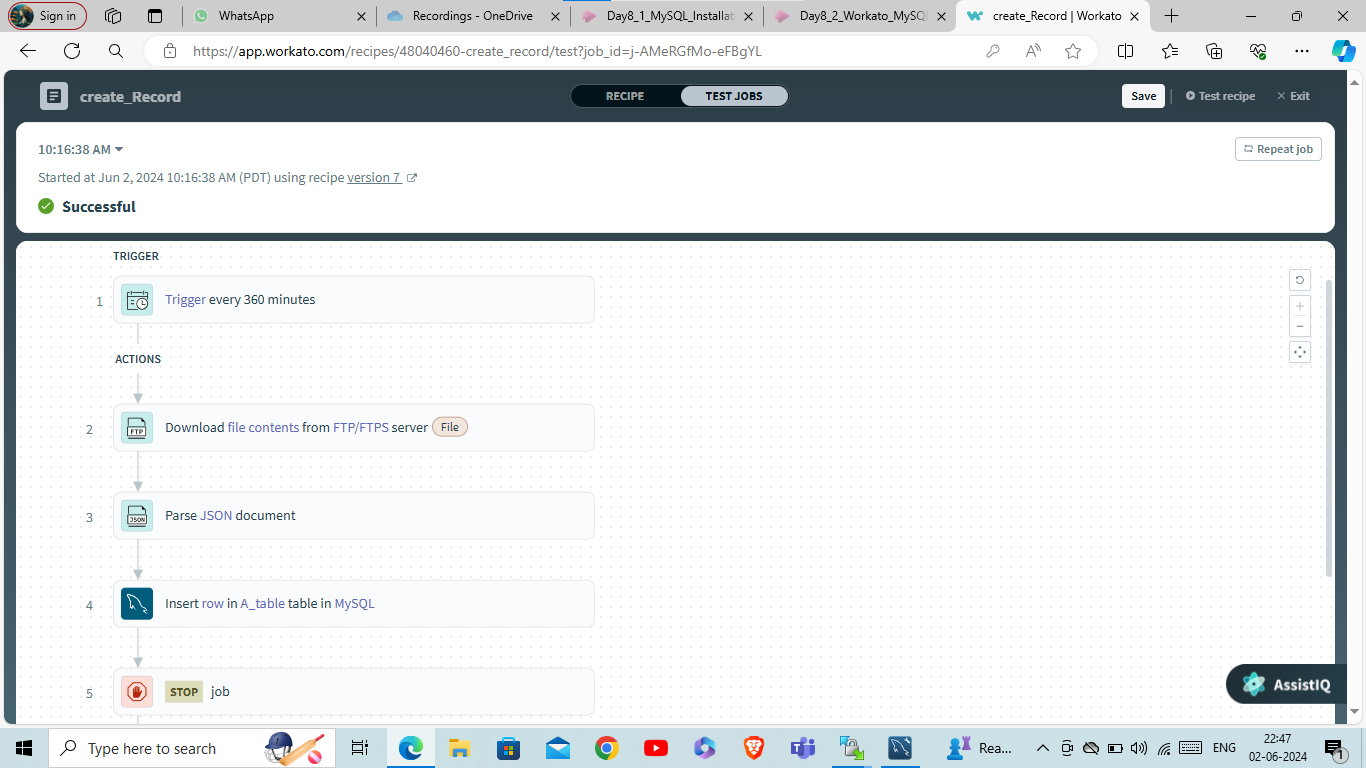 Sign in
WhatsApp
Recordings - OneDrive
Day8_1_MySQL_Installat
Day8_2_Workato_MySQL
create_Record | Workato
https://app.workato.com/recipes/48040460-create_record/test?job_id=j-AMeRGfMo-eFBgYL
create_Record
RECIPE
TEST JOBS
Save
Test recipe
Exit
10:16:38 AM
Repeat job
Started at Jun 2, 2024 10:16:38 AM (PDT) using recipe version 7
Successful
TRIGGER
1
Trigger every 360 minutes
ACTIONS
2
FTP
Download file contents from FTP/FTPS server File
3
JSON
Parse JSON document
4
Insert row in A_table table in MySQL
5
STOP job
AssistIQ
Type here to search
Rea...
ENG
22:47
02-06-2024
1